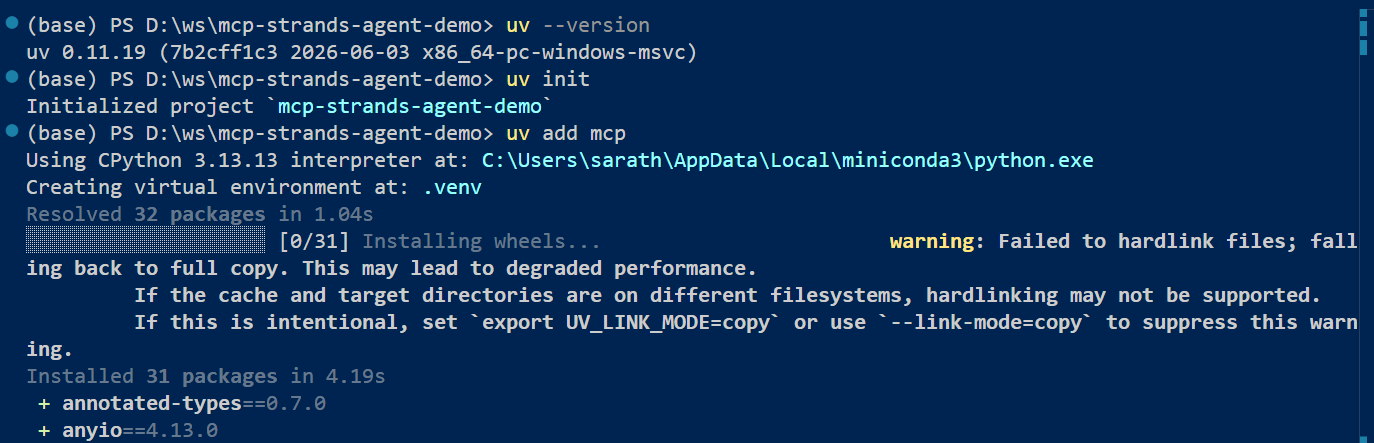 (base) PS D:\ws\mcp-strands-agent-demo> uv --version
uv 0.11.19 (7b2cff1c3 2026-06-03 x86_64-pc-windows-msvc)
(base) PS D:\ws\mcp-strands-agent-demo> uv init
Initialized project `mcp-strands-agent-demo`
(base) PS D:\ws\mcp-strands-agent-demo> uv add mcp
Using CPython 3.13.13 interpreter at: C:\Users\sarath\AppData\Local\miniconda3\python.exe
Creating virtual environment at: .venv
Resolved 32 packages in 1.04s
[0/31] Installing wheels... warning: Failed to hardlink files; fall
ing back to full copy. This may lead to degraded performance.
If the cache and target directories are on different filesystems, hardlinking may not be supported.
If this is intentional, set `export UV_LINK_MODE=copy` or use `--link-mode=copy` to suppress this warn
ing.
Installed 31 packages in 4.19s
+ annotated-types==0.7.0
+ anyio==4.13.0